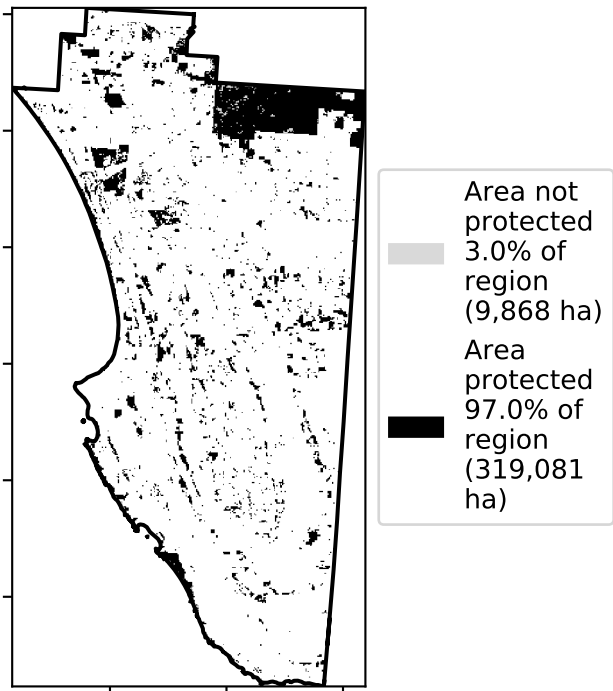 Area not
protected
3.0% of
region
(9,868 ha)
Area
protected
97.0% of
region
(319,081
ha)